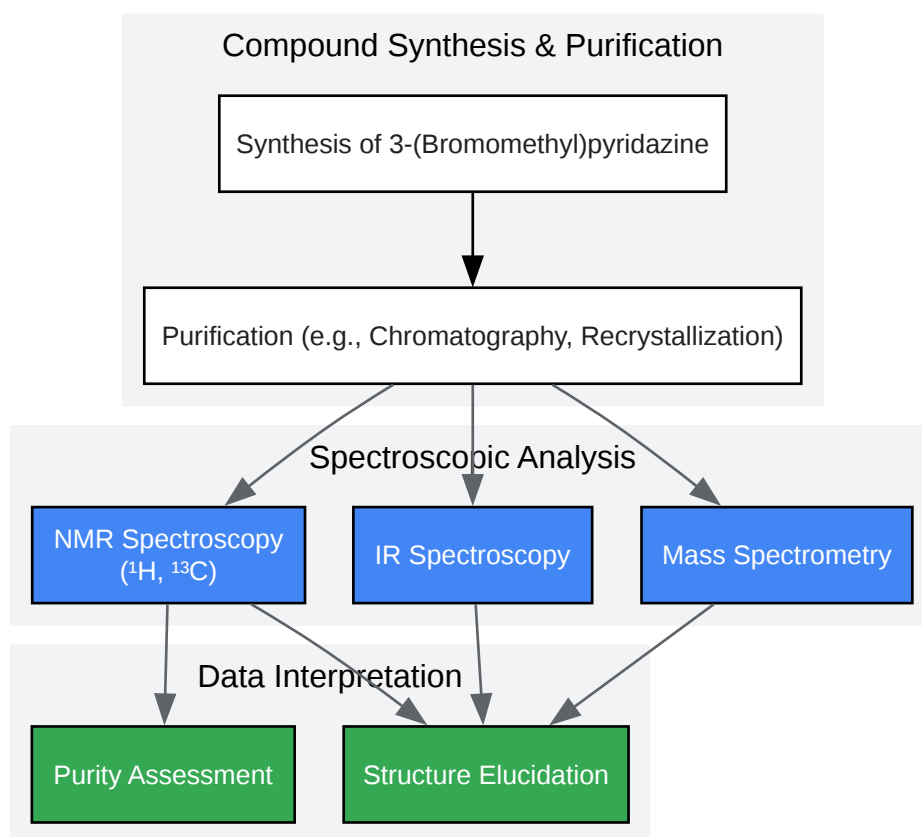 Compound Synthesis & Purification
Synthesis of 3-(Bromomethyl)pyridazine
Purification (e.g., Chromatography, Recrystallization)
Spectroscopic Analysis
NMR Spectroscopy
(¹H, ¹³C)
IR Spectroscopy
Mass Spectrometry
Data Interpretation
Purity Assessment
Structure Elucidation